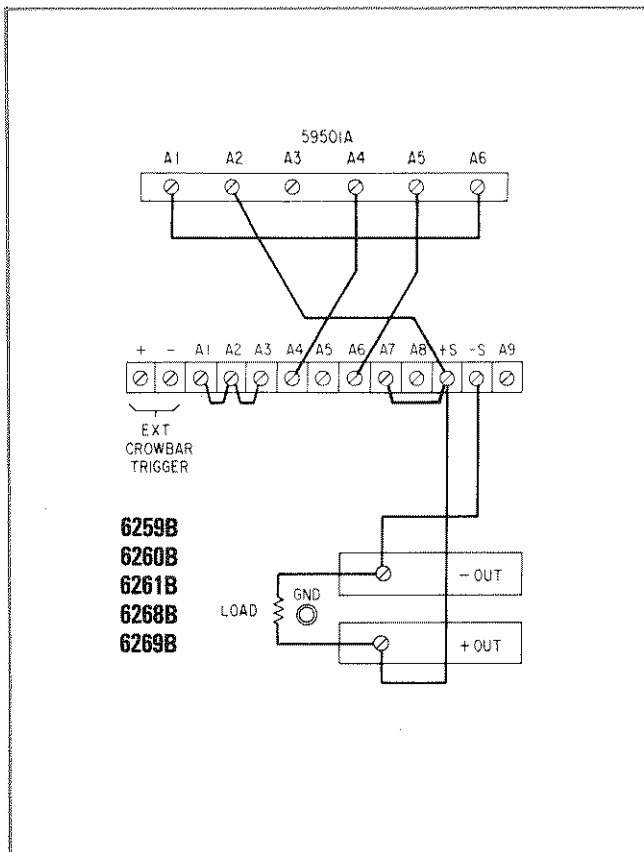 59501A
A1 A2 A3 A4 A5 A6
+ - A1 A2 A3 A4 A5 A6 A7 A8 +S -S A9
EXT
CROWBAR
TRIGGER
6259B
6260B
6261B
6268B
6269B
LOAD
GND
- OUT
+ OUT